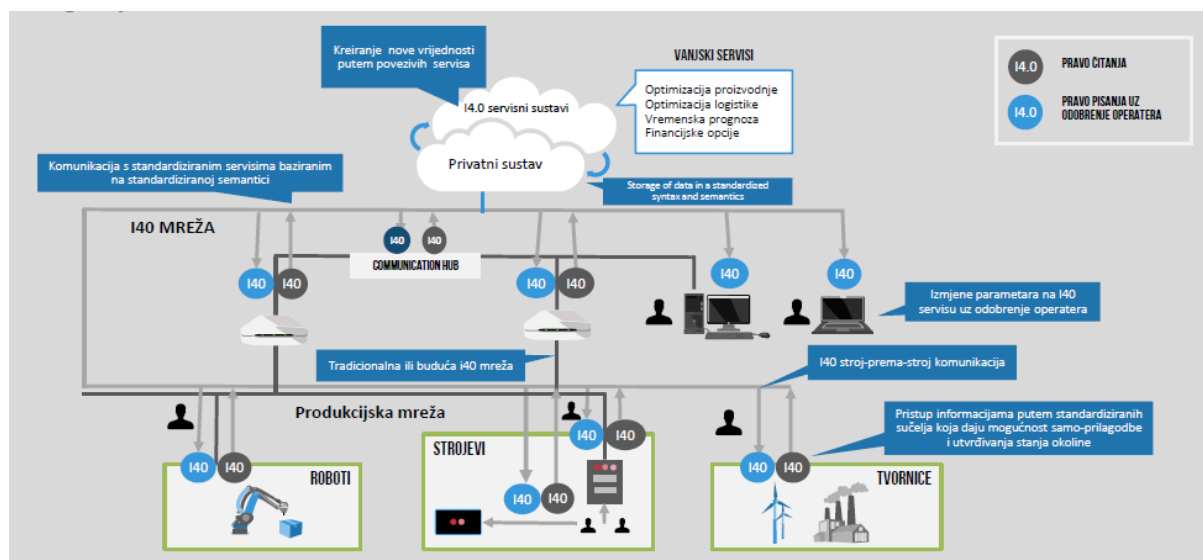 Kreiranje nove vrijednosti
putem povezivih servisa
I4.0 servisni sustavi
Privatni sustav
VANJSKI SERVISI
Optimizacija proizvodnje
Optimizacija logistike
Vremenska prognoza
Financijske opcije
I4.0
PRAVO ČITANJA
I4.0
PRAVO PISANJA UZ
ODOBRENJE OPERATERA
Komunikacija s standardiziranim servisima baziranim
na standardiziranoj semantici
Storage of data in a standardized
syntax and semantics
I40 MREŽA
I40
I40
COMMUNICATION HUB
I40
I40
I40
I40
I40
I40
Izmjene parametara na I40
servisu uz odobrenje operatera
Tradicionalna ili buduća i40 mreža
I40 stroj-prema-stroj komunikacija
Produkcijska mreža
Pristup informacijama putem standardiziranih
sučelja koja daju mogućnost samo-prilagodbe
i utvrđivanja stanja okoline
I40
I40
ROBOTI
STROJEVI
I40
I40
I40
I40
I40
I40
TVORNICE